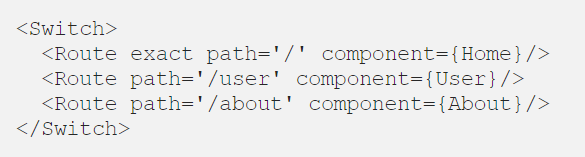 <Switch>
  <Route exact path='/' component={Home}/>
  <Route path='/user' component={User}/>
  <Route path='/about' component={About}/>
</Switch>